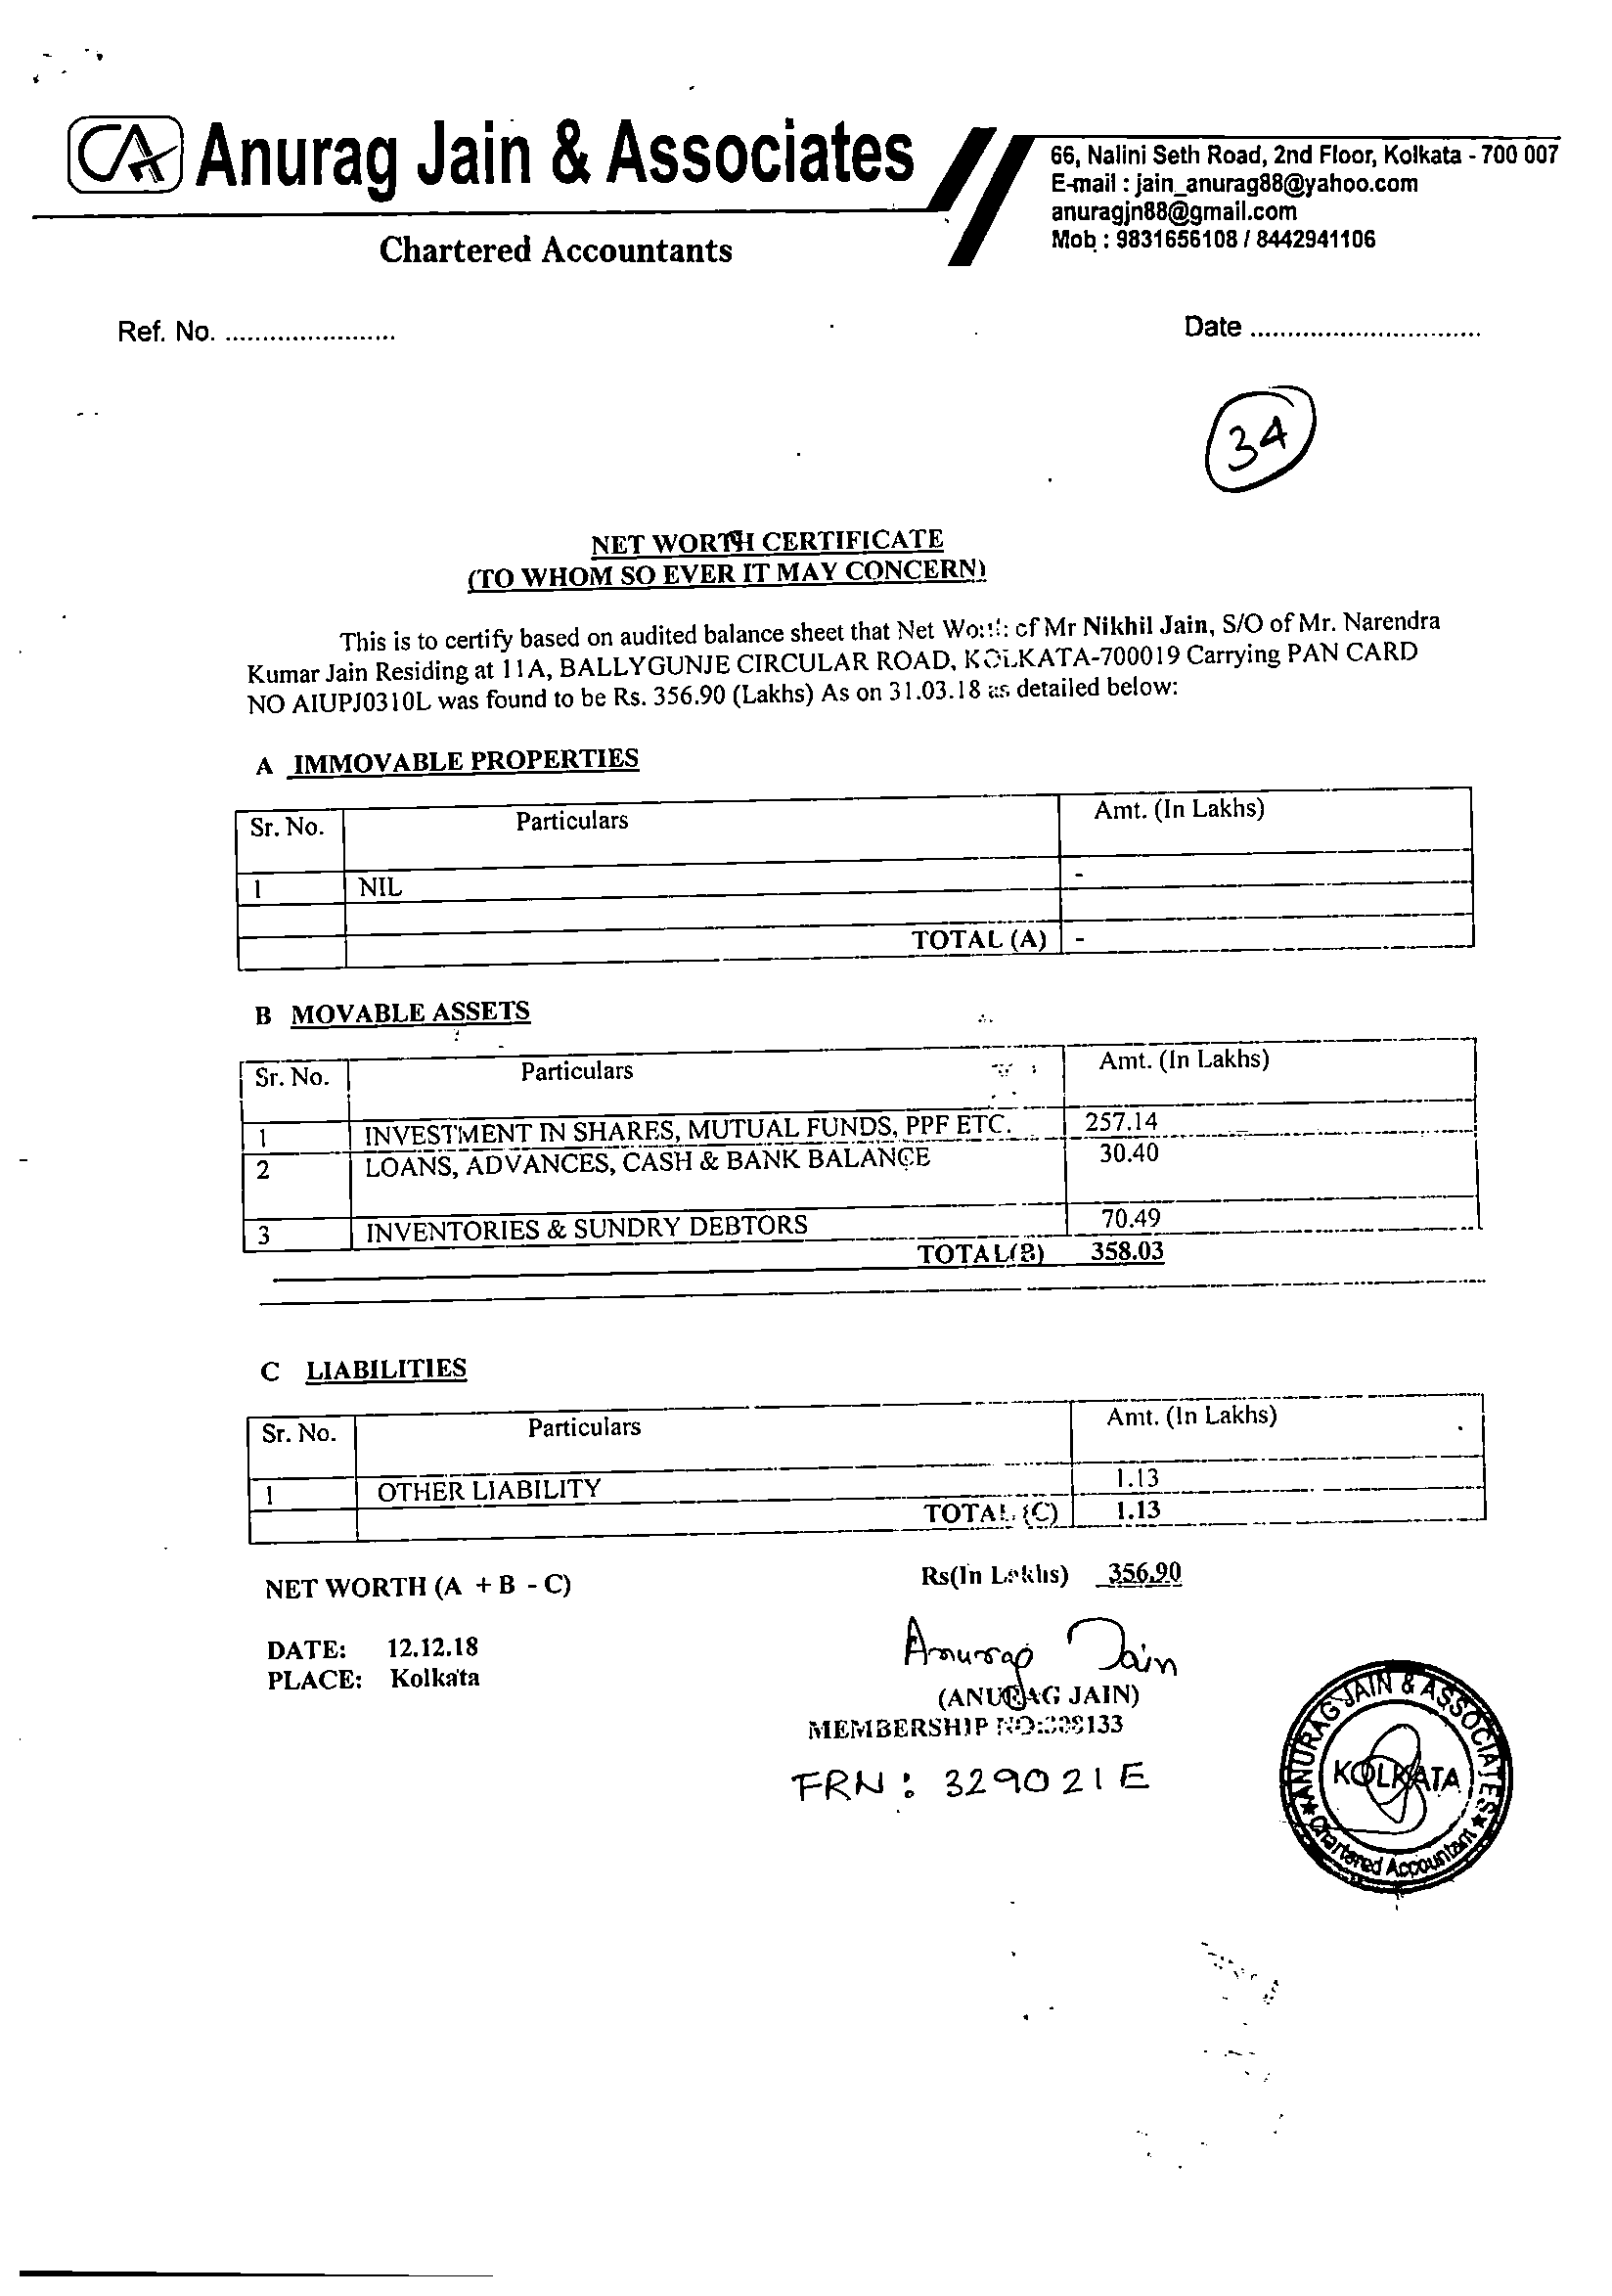 CA Anurag Jain & Associates
Chartered Accountants
66, Nalini Seth Road, 2nd Floor, Kolkata - 700 007
E-mail : jain_anurag88@yahoo.com
anuragjn88@gmail.com
Mob : 9831656108 / 8442941106
Ref. No. .......................
Date ...............................
34
NET WORTH CERTIFICATE
(TO WHOM SO EVER IT MAY CONCERN)
This is to certify based on audited balance sheet that Net Worth of Mr Nikhil Jain, S/O of Mr. Narendra
Kumar Jain Residing at 11A, BALLYGUNJE CIRCULAR ROAD, KOLKATA-700019 Carrying PAN CARD
NO AIUPJ0310L was found to be Rs. 356.90 (Lakhs) As on 31.03.18 as detailed below:
A IMMOVABLE PROPERTIES
Sr. No. Particulars Amt. (In Lakhs)
1 NIL -
TOTAL (A) -
B MOVABLE ASSETS
Sr. No. Particulars Amt. (In Lakhs)
1 INVESTMENT IN SHARES, MUTUAL FUNDS, PPF ETC. 257.14
2 LOANS, ADVANCES, CASH & BANK BALANCE 30.40
3 INVENTORIES & SUNDRY DEBTORS 70.49
TOTAL(B) 358.03
C LIABILITIES
Sr. No. Particulars Amt. (In Lakhs)
1 OTHER LIABILITY 1.13
TOTAL (C) 1.13
NET WORTH (A + B - C) Rs(In Lakhs) 356.90
DATE: 12.12.18
PLACE: Kolkata
Anurag Jain
(ANURAG JAIN)
MEMBERSHIP NO:
FRN : 329021E
ANURAG JAIN & ASSOCIATES
KOLKATA
Chartered Accountant